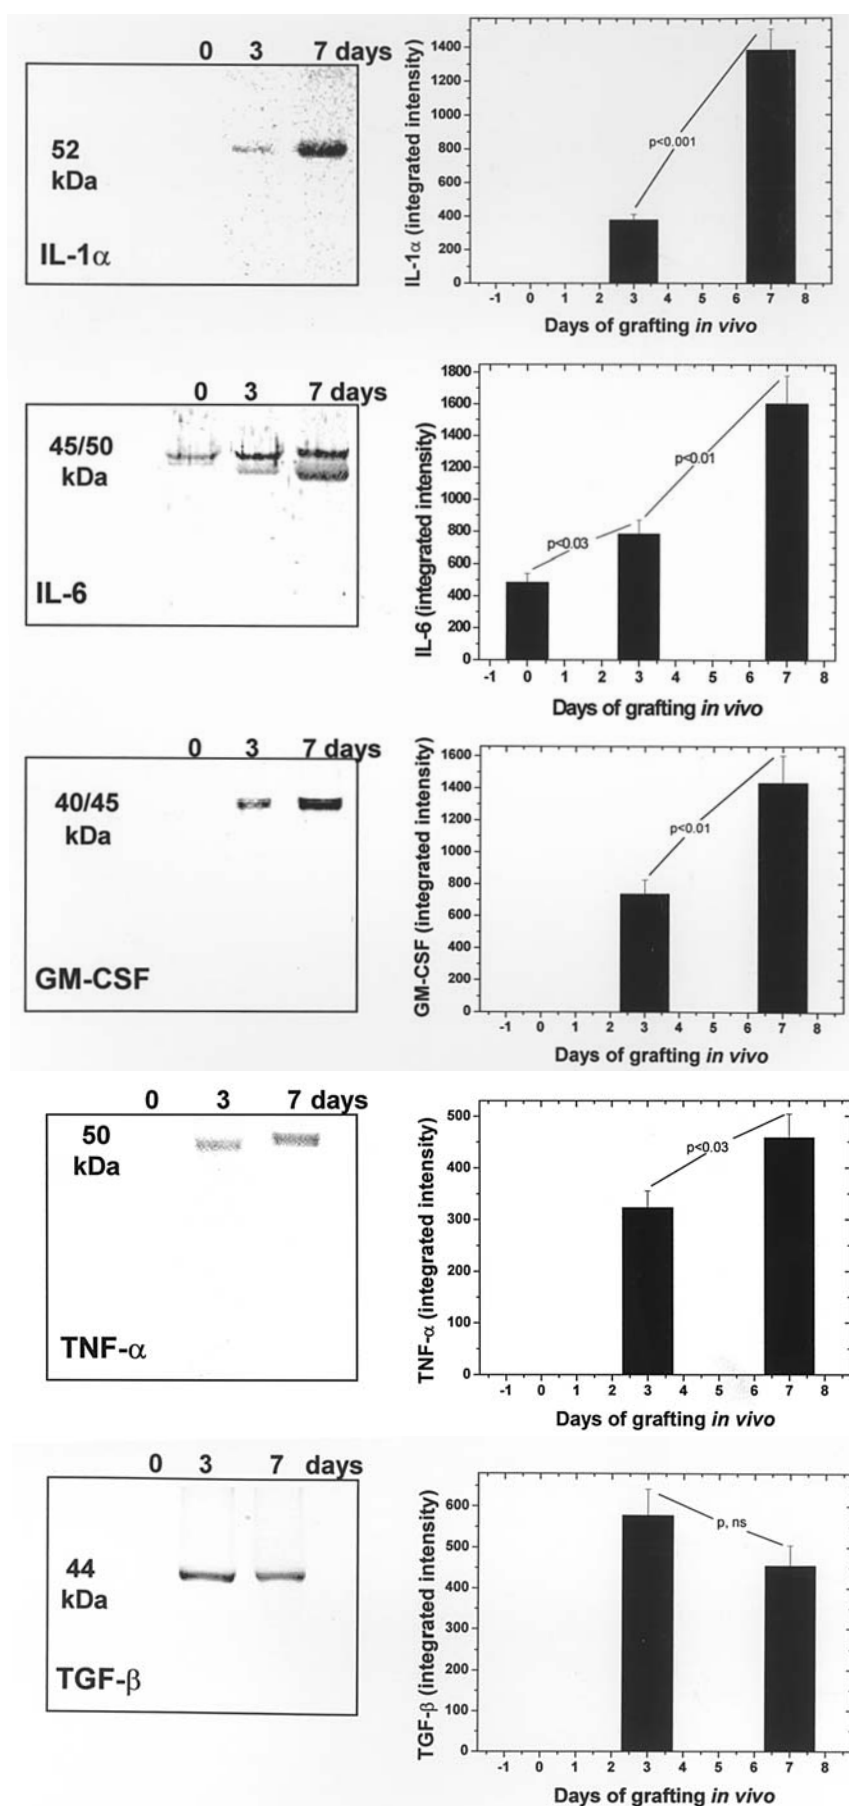 0 3 7 days
52
kDa
IL-1α
IL-1α (integrated intensity)
1400
1200
1000
800
600
400
200
0
p<0.001
-1 0 1 2 3 4 5 6 7 8
Days of grafting in vivo
0 3 7 days
45/50
kDa
IL-6
IL-6 (integrated intensity)
1800
1600
1400
1200
1000
800
600
400
200
0
p<0.01
p<0.03
-1 0 1 2 3 4 5 6 7 8
Days of grafting in vivo
0 3 7 days
40/45
kDa
GM-CSF
GM-CSF (integrated intensity)
1600
1400
1200
1000
800
600
400
200
0
p<0.01
-1 0 1 2 3 4 5 6 7 8
Days of grafting in vivo
0 3 7 days
50
kDa
TNF-α
TNF-α (integrated intensity)
500
400
300
200
100
0
p<0.03
-1 0 1 2 3 4 5 6 7 8
Days of grafting in vivo
0 3 7 days
44
kDa
TGF-β
TGF-β (integrated intensity)
600
500
400
300
200
100
0
p, ns
-1 0 1 2 3 4 5 6 7 8
Days of grafting in vivo